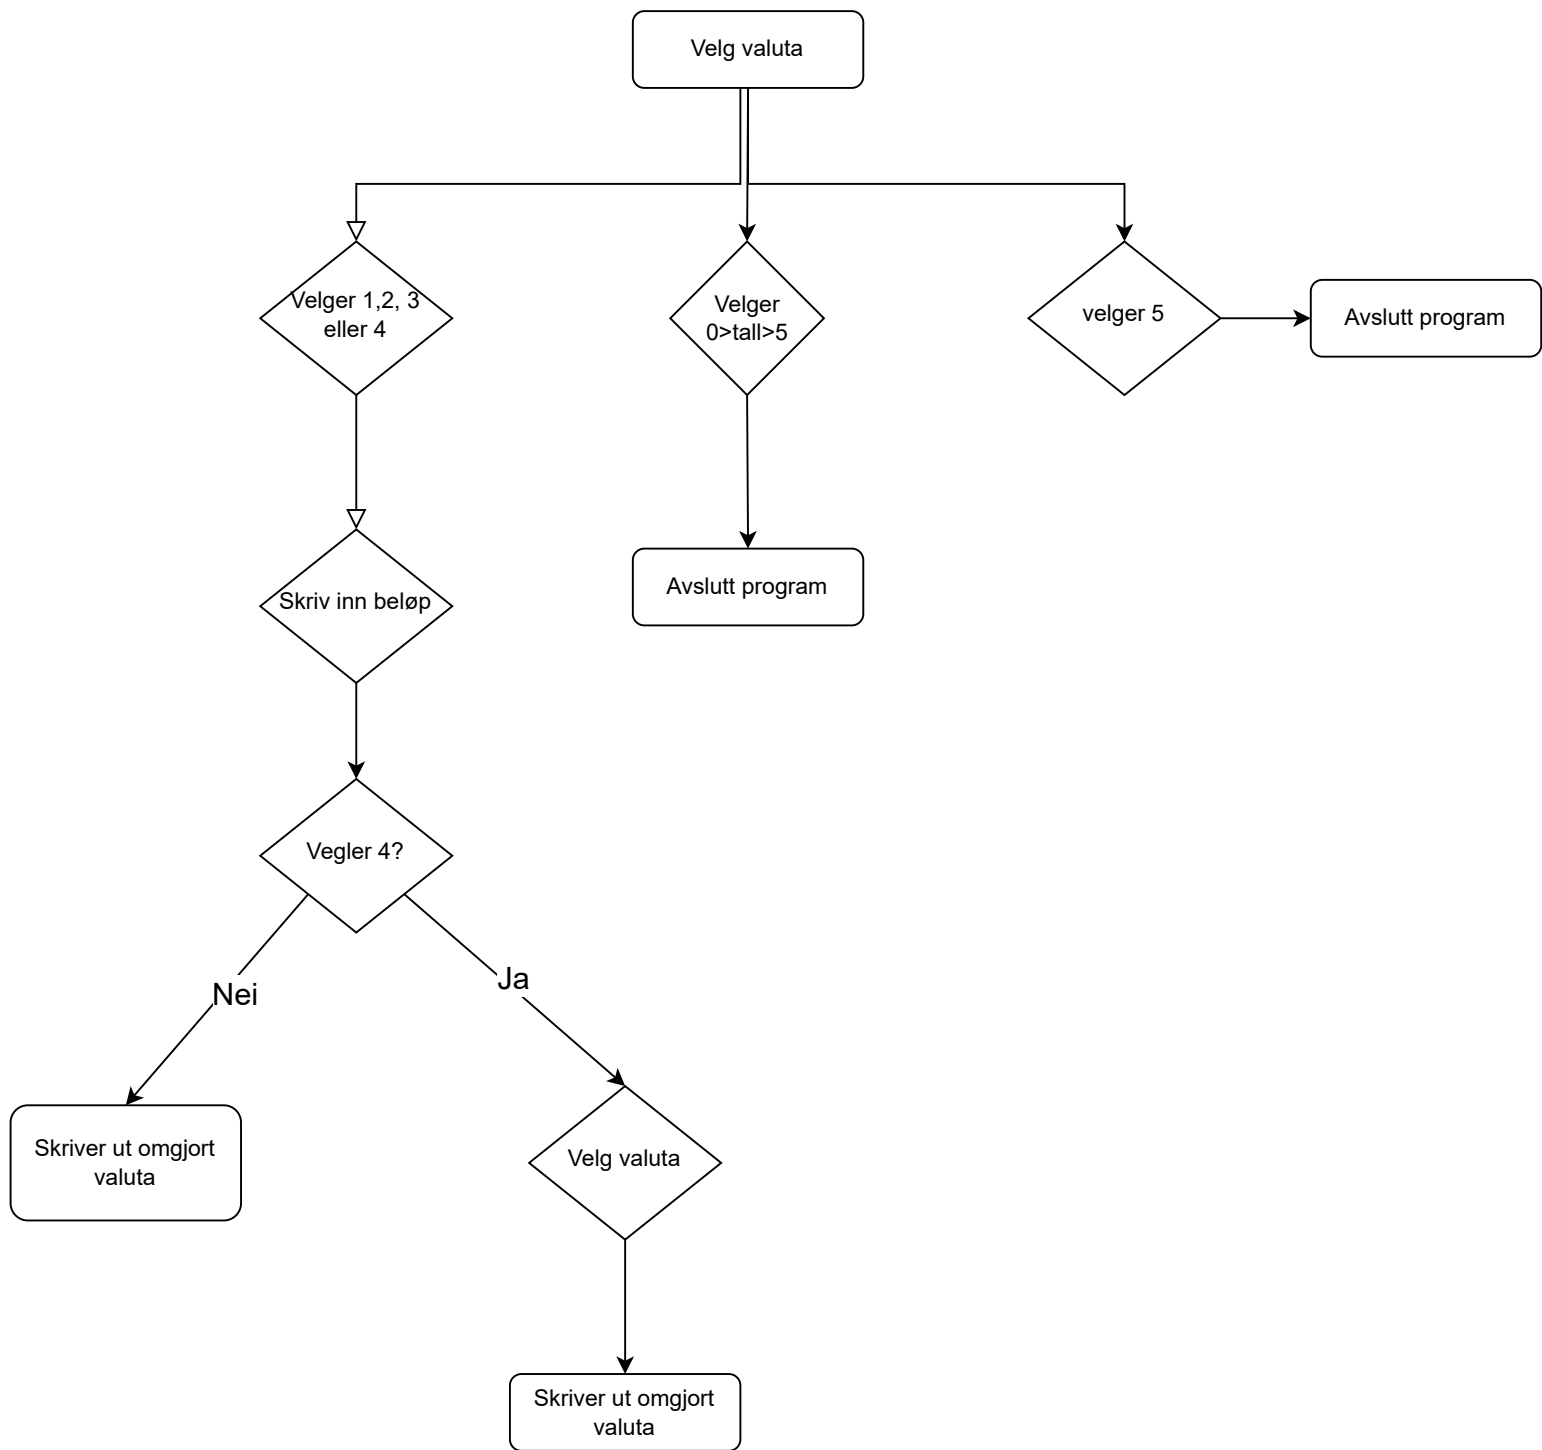 Velg valuta
Velger 1,2, 3
eller 4
Velger
0>tall>5
velger 5
Avslutt program
Skriv inn beløp
Avslutt program
Vegler 4?
Nei
Ja
Skriver ut omgjort
valuta
Velg valuta
Skriver ut omgjort
valuta